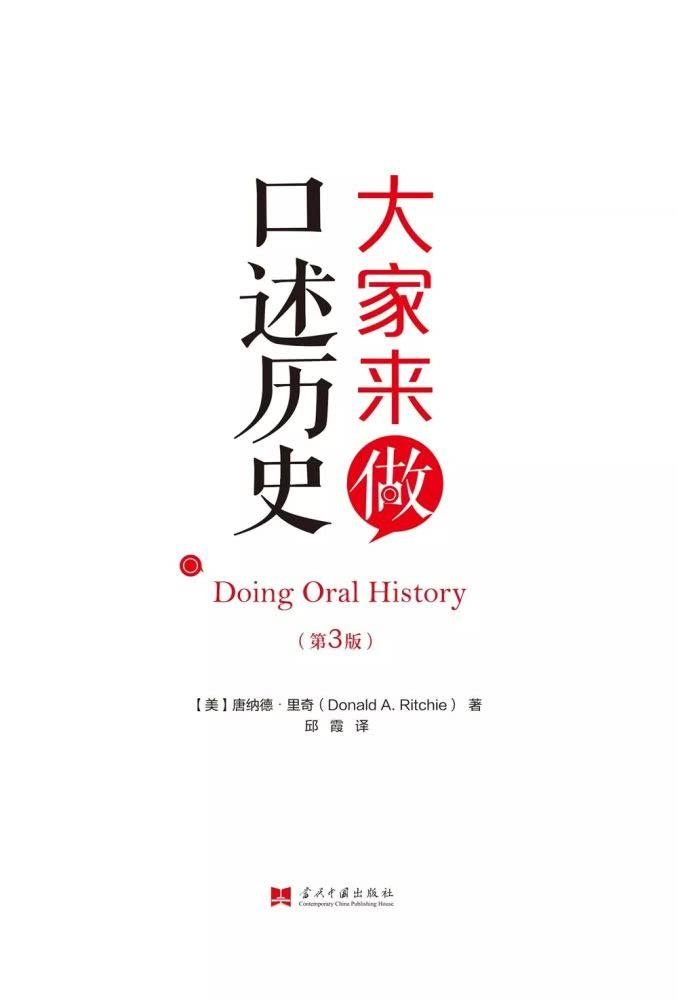 大家来做
口述历史
Doing Oral History
（第3版）
【美】唐纳德·里奇（Donald A. Ritchie） 著
邱 霞 译
当代中国出版社
Contemporary China Publishing House